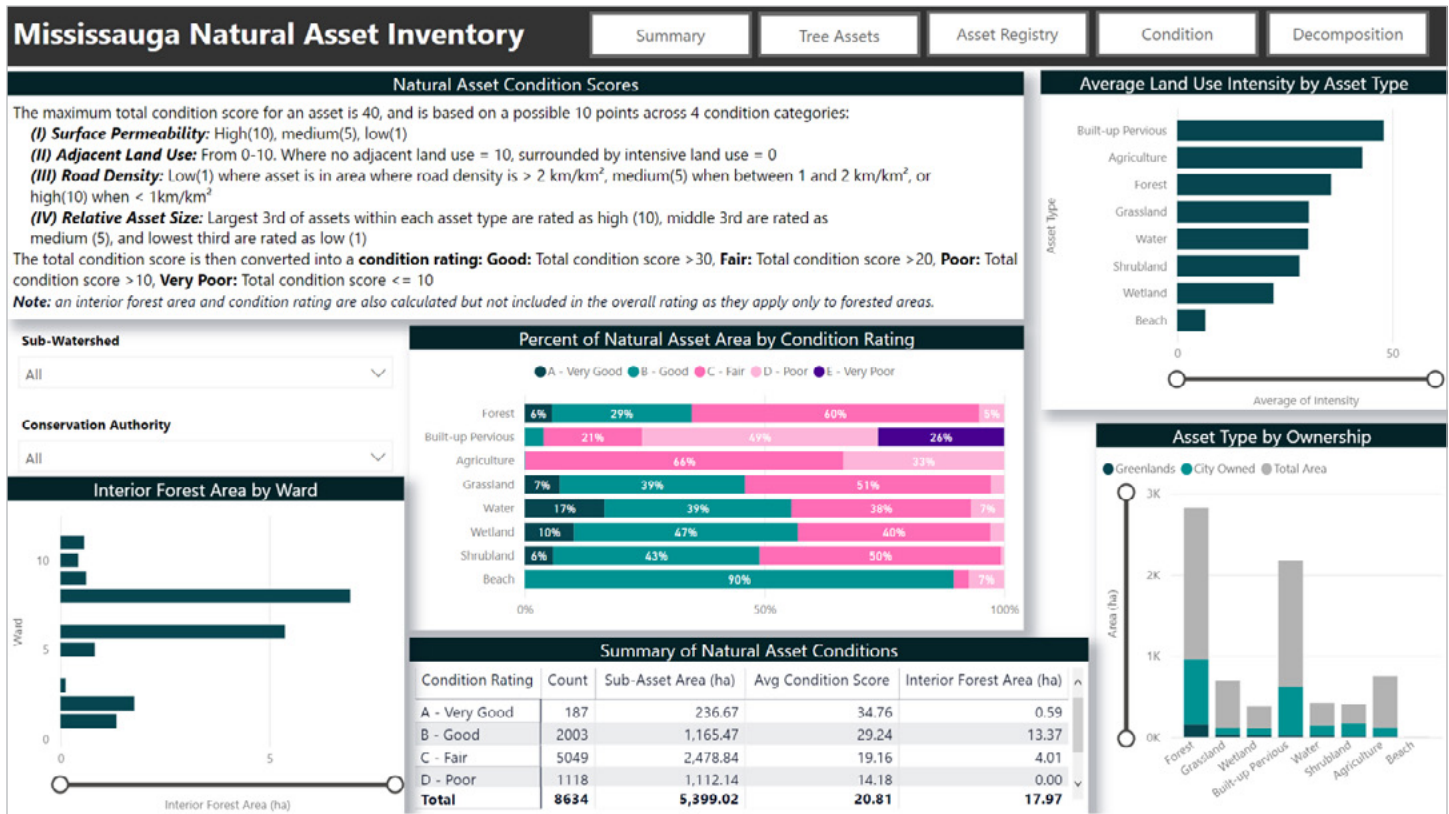 Mississauga Natural Asset Inventory
Summary
Tree Assets
Asset Registry
Condition
Decomposition
Natural Asset Condition Scores
The maximum total condition score for an asset is 40, and is based on a possible 10 points across 4 condition categories:
(I) Surface Permeability: High(10), medium(5), low(1)
(II) Adjacent Land Use: From 0-10. Where no adjacent land use = 10, surrounded by intensive land use = 0
(III) Road Density: Low(1) where asset is in area where road density is > 2 km/km², medium(5) when between 1 and 2 km/km², or
high(10) when < 1km/km²
(IV) Relative Asset Size: Largest 3rd of assets within each asset type are rated as high (10), middle 3rd are rated as
medium (5), and lowest third are rated as low (1)
The total condition score is then converted into a condition rating: Good: Total condition score >30, Fair: Total condition score >20, Poor: Total
condition score >10, Very Poor: Total condition score <= 10
Note: an interior forest area and condition rating are also calculated but not included in the overall rating as they apply only to forested areas.
Average Land Use Intensity by Asset Type
Asset Type
Built-up Pervious
Agriculture
Forest
Grassland
Water
Shrubland
Wetland
Beach
0 50
Average of Intensity
Sub-Watershed
All
Conservation Authority
All
Percent of Natural Asset Area by Condition Rating
A - Very Good B - Good C - Fair D - Poor E - Very Poor
Forest 6% 29% 60% 5%
Built-up Pervious 21% 49% 26%
Agriculture 66% 33%
Grassland 7% 39% 51%
Water 17% 39% 38% 7%
Wetland 10% 47% 40%
Shrubland 6% 43% 50%
Beach 90% 7%
0% 50% 100%
Interior Forest Area by Ward
Ward
10
5
0
0 5
Interior Forest Area (ha)
Summary of Natural Asset Conditions
Condition Rating Count Sub-Asset Area (ha) Avg Condition Score Interior Forest Area (ha)
A - Very Good 187 236.67 34.76 0.59
B - Good 2003 1,165.47 29.24 13.37
C - Fair 5049 2,478.84 19.16 4.01
D - Poor 1118 1,112.14 14.18 0.00
Total 8634 5,399.02 20.81 17.97
Asset Type by Ownership
Greenlands City Owned Total Area
Area (ha)
3K
2K
1K
0K
Forest
Grassland
Wetland
Built-up Pervious
Water
Shrubland
Agriculture
Beach